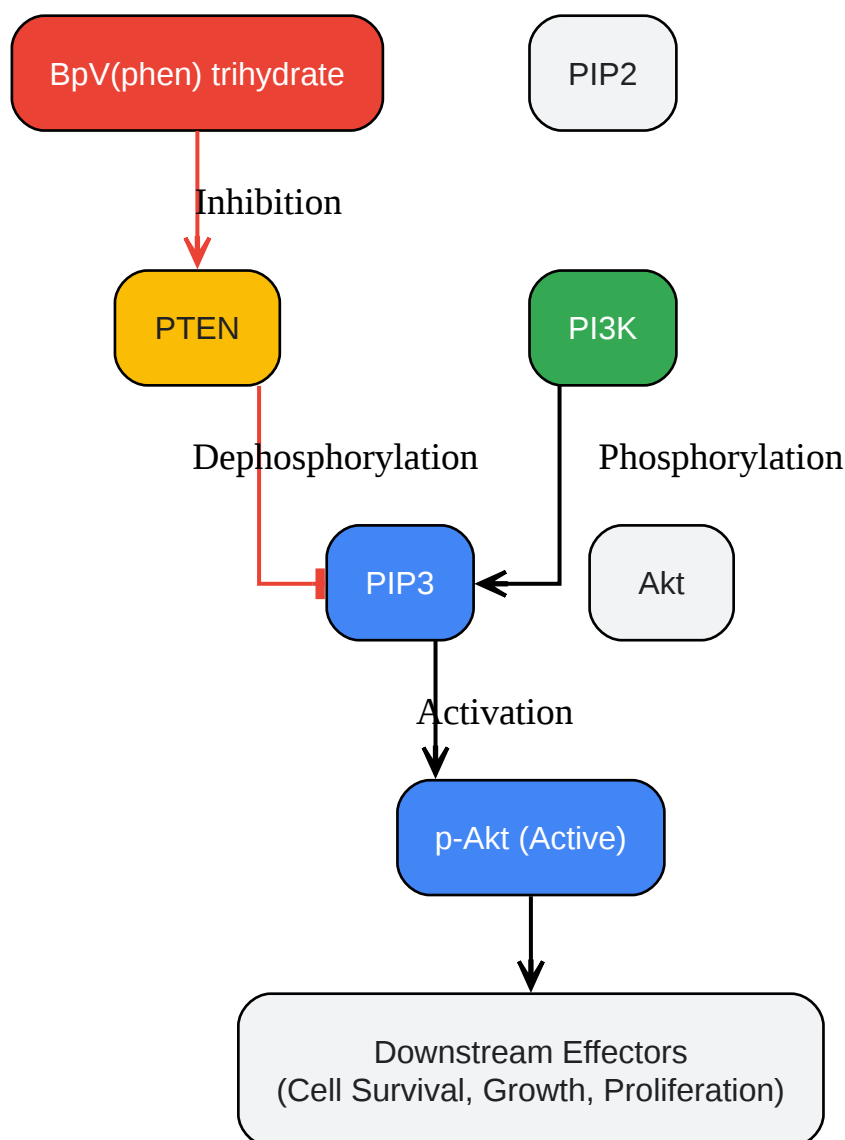 BpV(phen) trihydrate
PIP2
Inhibition
PTEN
PI3K
Dephosphorylation
Phosphorylation
PIP3
Akt
Activation
p-Akt (Active)
Downstream Effectors
(Cell Survival, Growth, Proliferation)